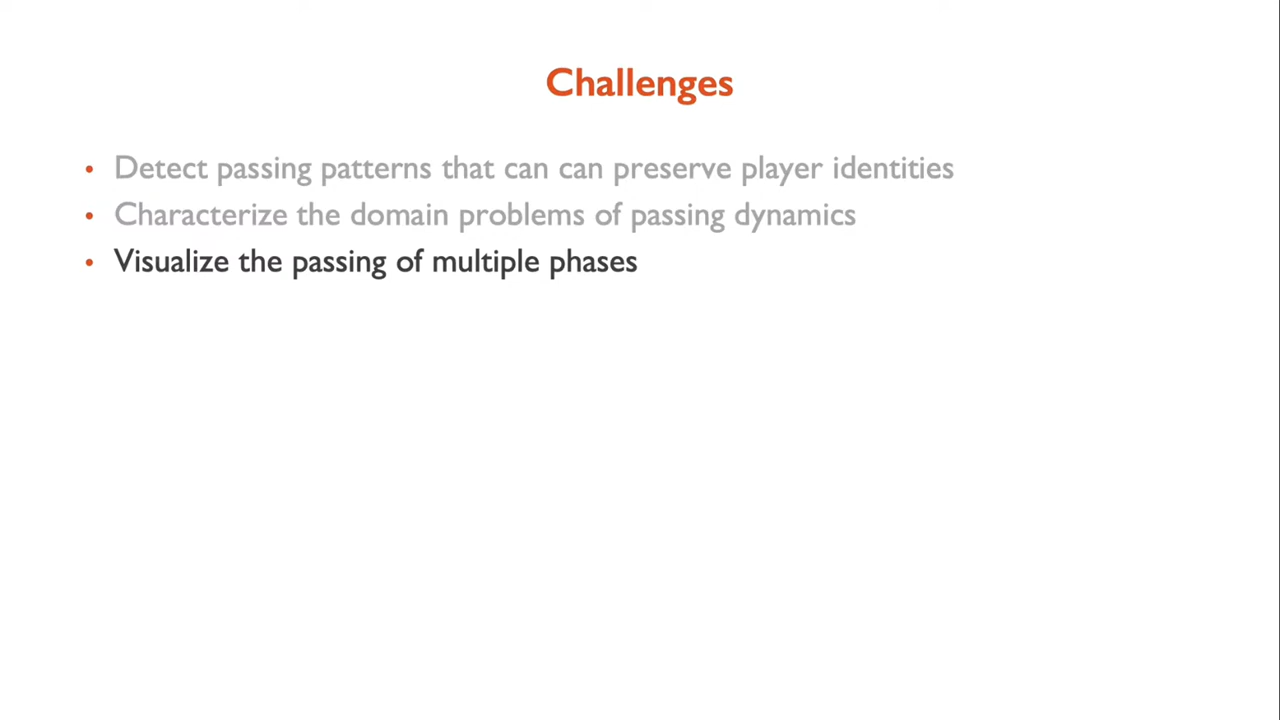 Challenges
• Detect passing patterns that can can preserve player identities
• Characterize the domain problems of passing dynamics
• Visualize the passing of multiple phases